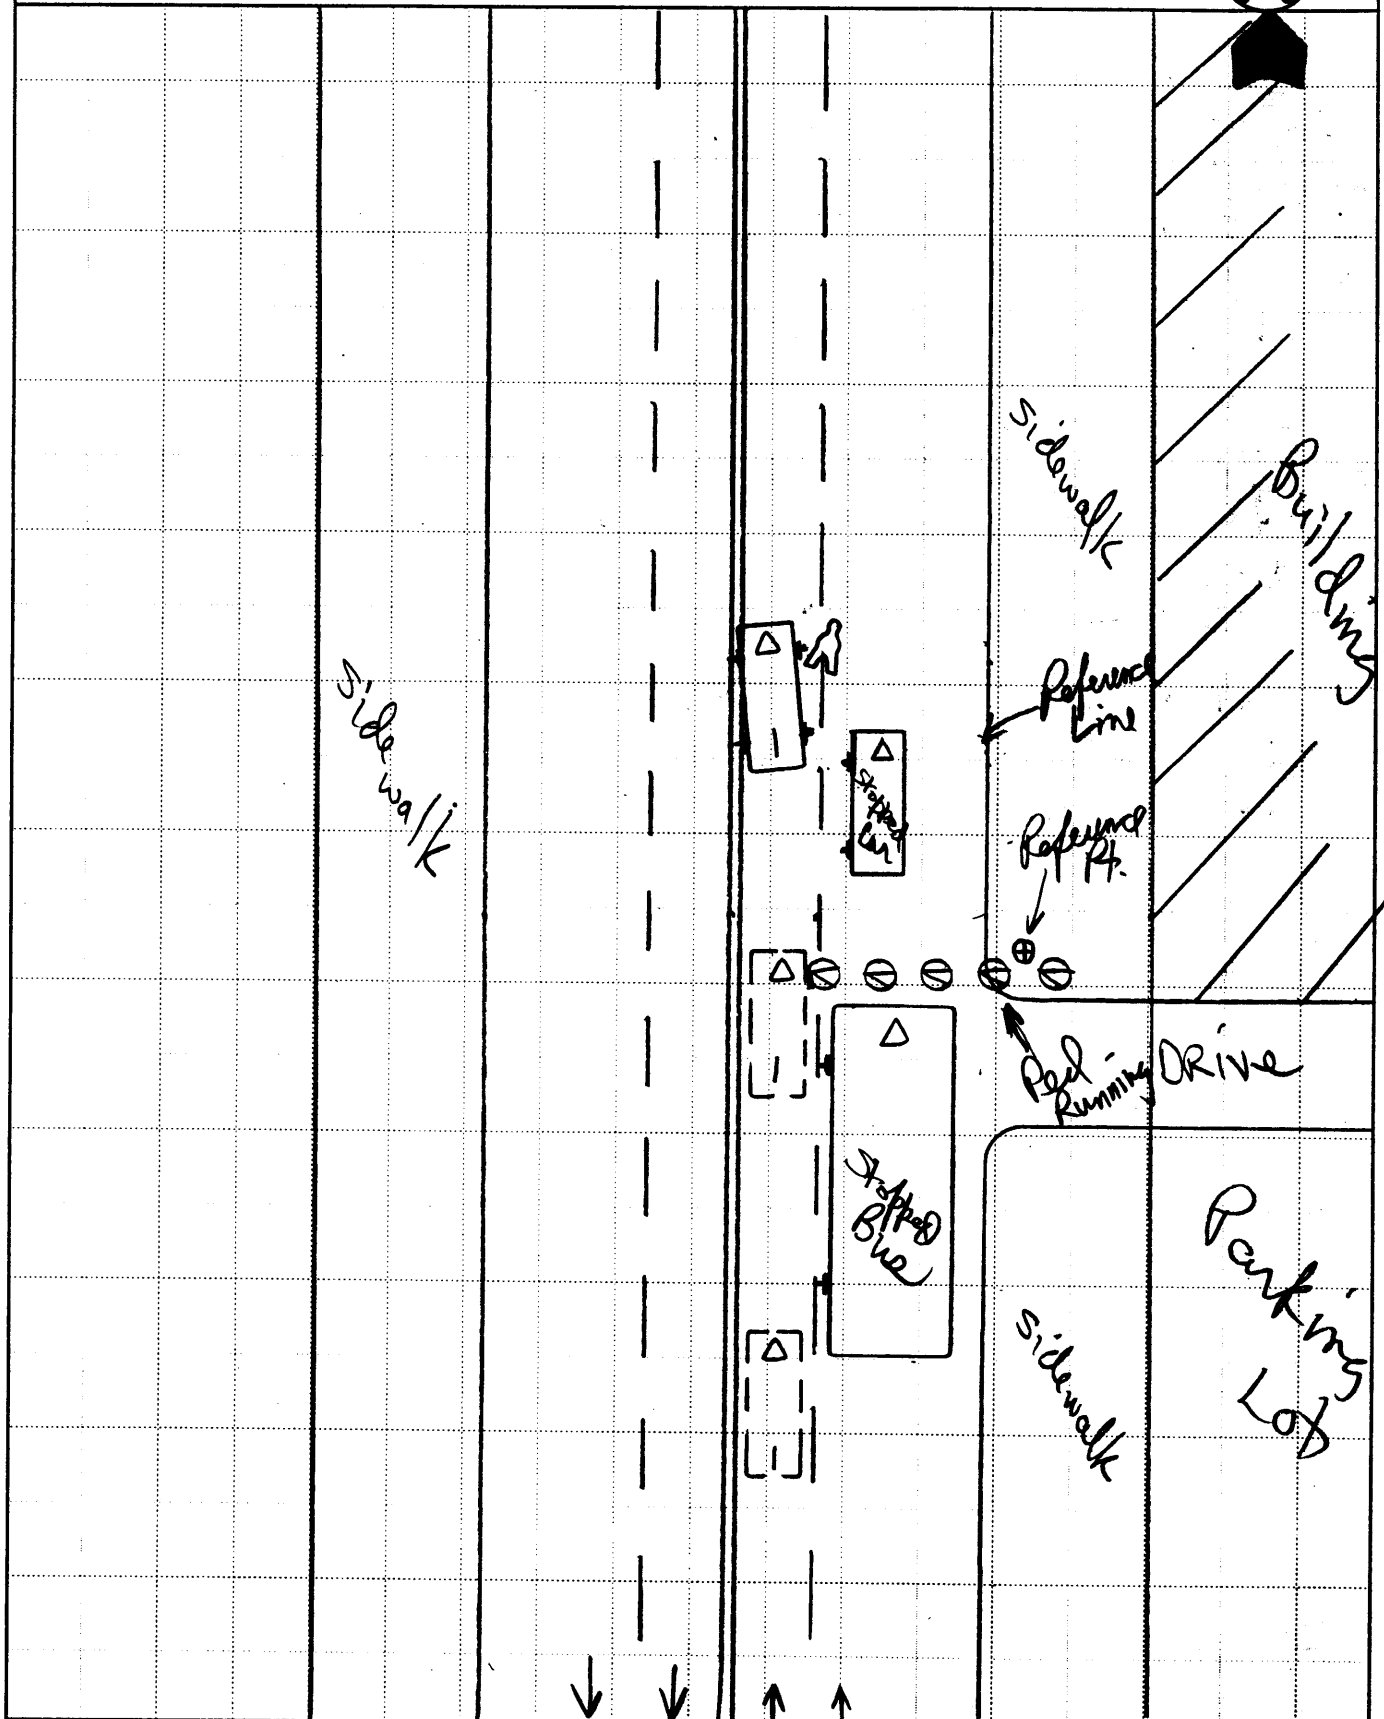 Sidewalk
Building
Sidewalk
Reference
Line
Stopped
Car
Reference
Pt.
Ped
Running
DRIVE
Stopped
Bus
Parking
Lot
Sidewalk